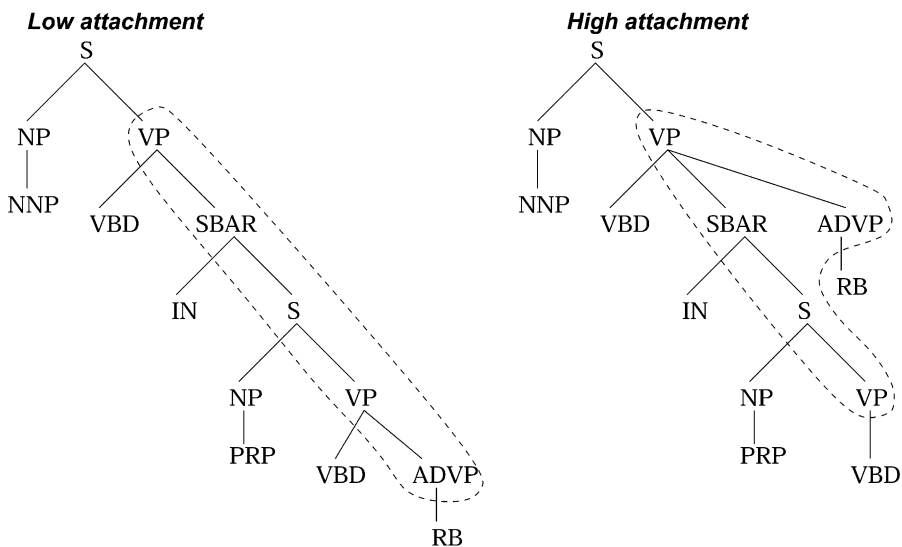 Low attachment
S
NP VP
NNP VBD SBAR
IN S
NP VP
PRP VBD ADVP
RB
High attachment
S
NP VP
NNP VBD SBAR ADVP
IN S RB
NP VP
PRP VBD